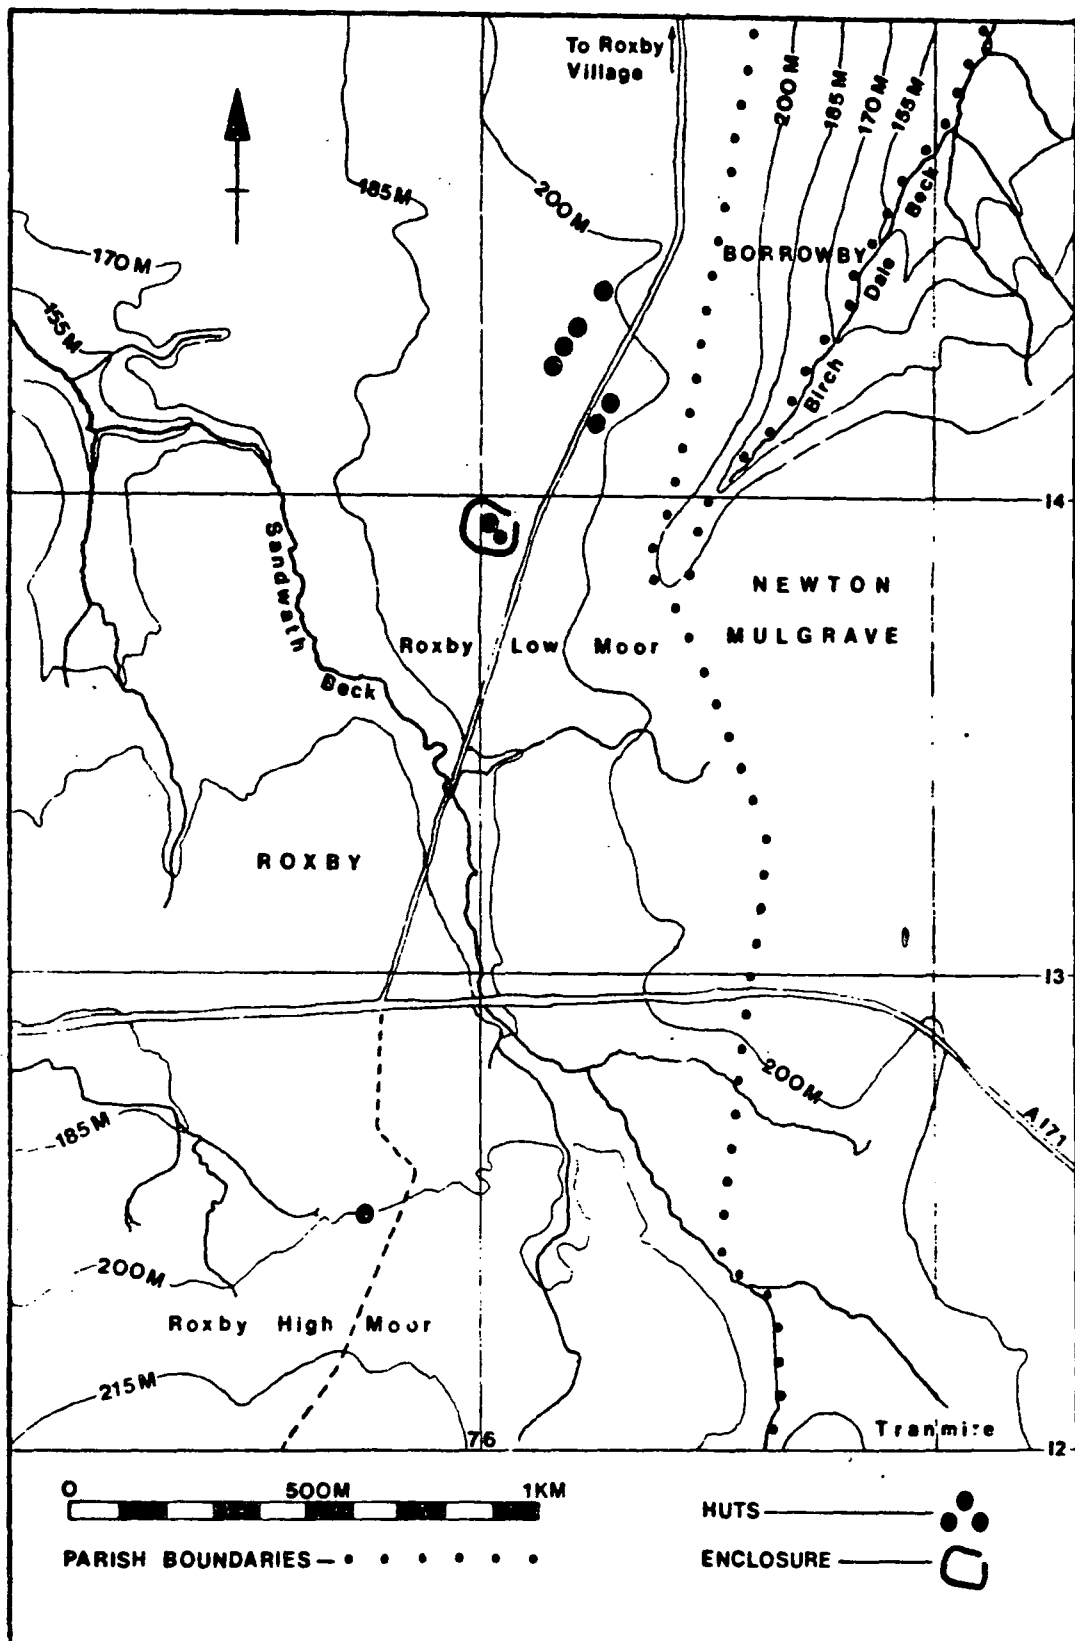 To Roxby
Village
200M
185M
170M
155M
185M
200M
170M
155M
BORROWBY
Birch Dale Beck
14
Sandwath Beck
NEWTON
MULGRAVE
Roxby Low Moor
ROXBY
13
200M
A171
185M
200M
Roxby High Moor
215M
Tranmire
76
12
0 500M 1KM
HUTS
PARISH BOUNDARIES
ENCLOSURE